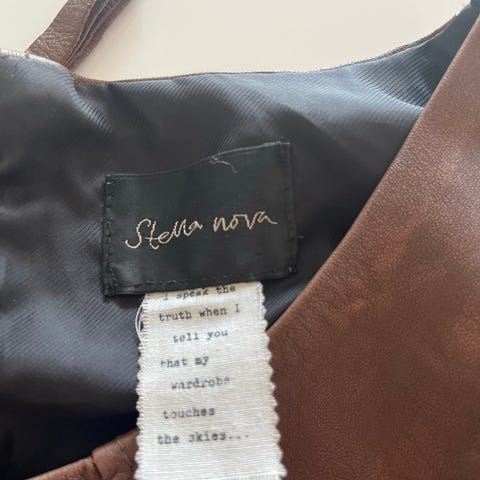 Stella nova
I speak the
truth when I
tell you
that my
wardrobe
touches
the skies...